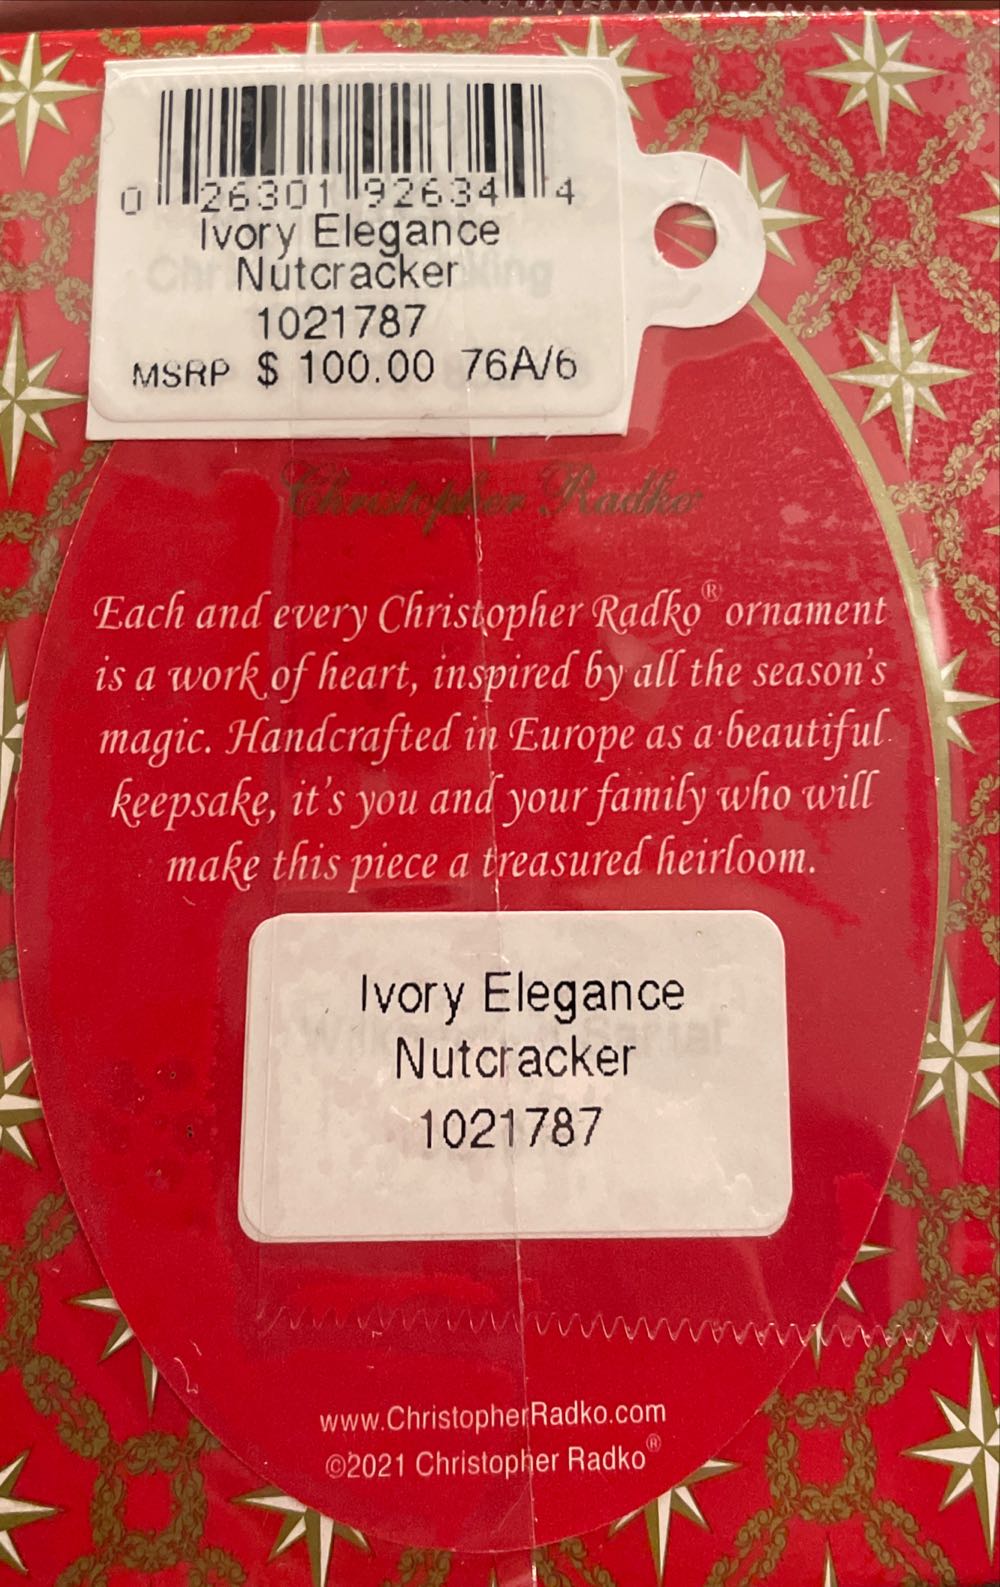 0 26301 92634 4
Ivory Elegance
Nutcracker
1021787
MSRP $ 100.00 76A/6
Christopher Radko
Each and every Christopher Radko® ornament
is a work of heart, inspired by all the season's
magic. Handcrafted in Europe as a beautiful
keepsake, it's you and your family who will
make this piece a treasured heirloom.
Ivory Elegance
Nutcracker
1021787
www.ChristopherRadko.com
©2021 Christopher Radko®